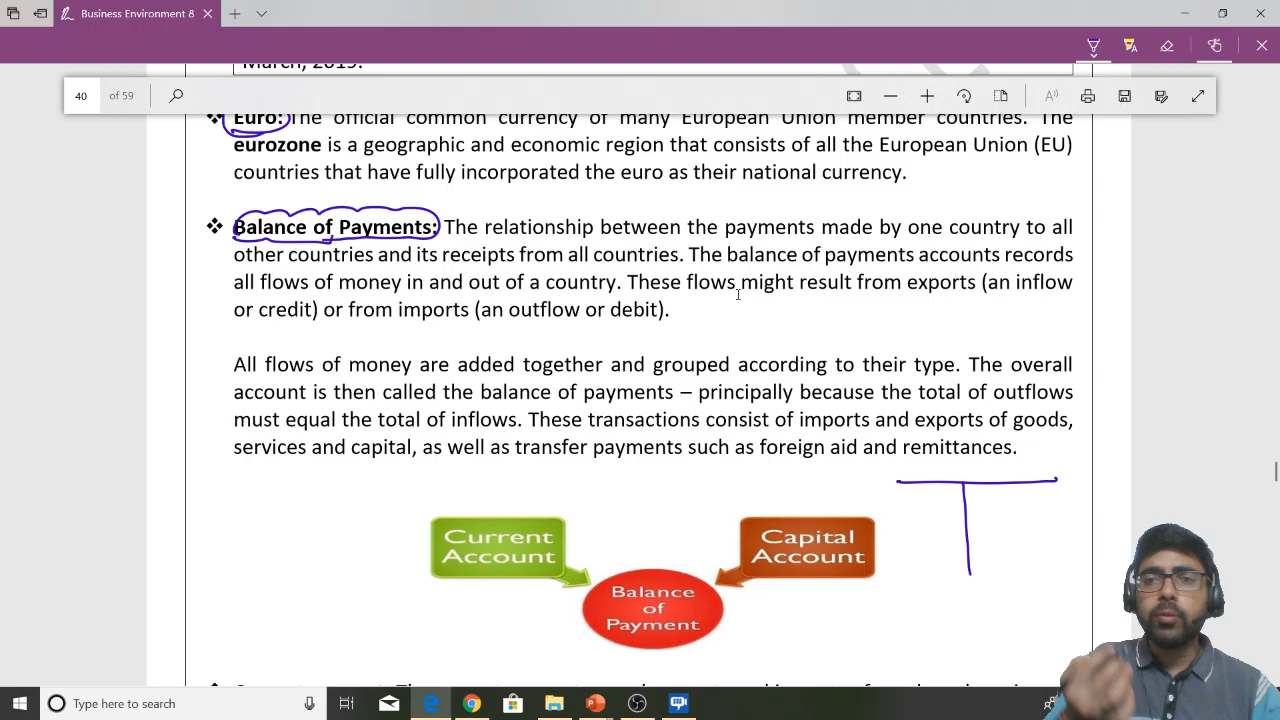 Business Environment 8
March, 2019.
40 of 59
❖ Euro: The official common currency of many European Union member countries. The
eurozone is a geographic and economic region that consists of all the European Union (EU)
countries that have fully incorporated the euro as their national currency.
❖ Balance of Payments: The relationship between the payments made by one country to all
other countries and its receipts from all countries. The balance of payments accounts records
all flows of money in and out of a country. These flows might result from exports (an inflow
or credit) or from imports (an outflow or debit).
All flows of money are added together and grouped according to their type. The overall
account is then called the balance of payments – principally because the total of outflows
must equal the total of inflows. These transactions consist of imports and exports of goods,
services and capital, as well as transfer payments such as foreign aid and remittances.
Current
Account
Capital
Account
Balance
of
Payment
Type here to search